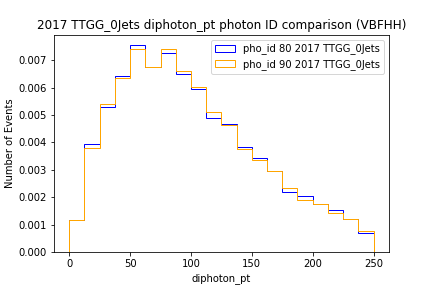 2017 TTGG_0Jets diphoton_pt photon ID comparison (VBFHH)
pho_id 80 2017 TTGG_0Jets
pho_id 90 2017 TTGG_0Jets
Number of Events
0.007
0.006
0.005
0.004
0.003
0.002
0.001
0.000
0 50 100 150 200 250
diphoton_pt